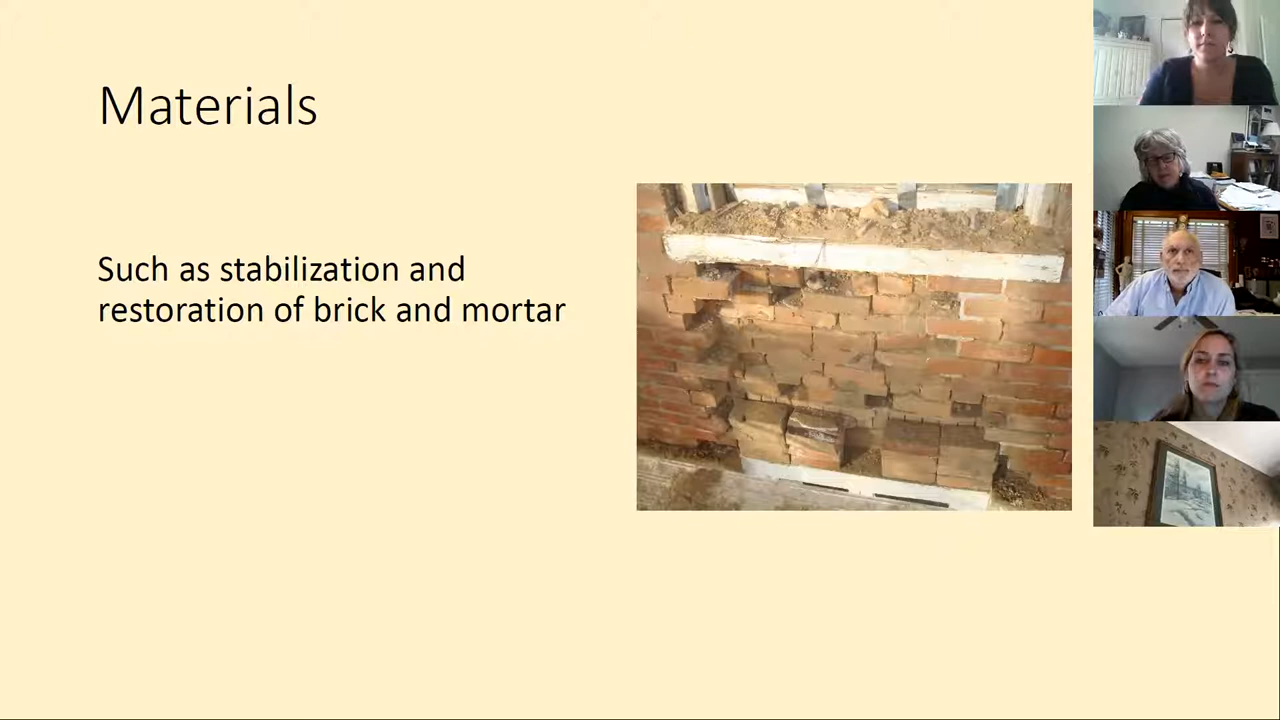 Materials
Such as stabilization and
restoration of brick and mortar